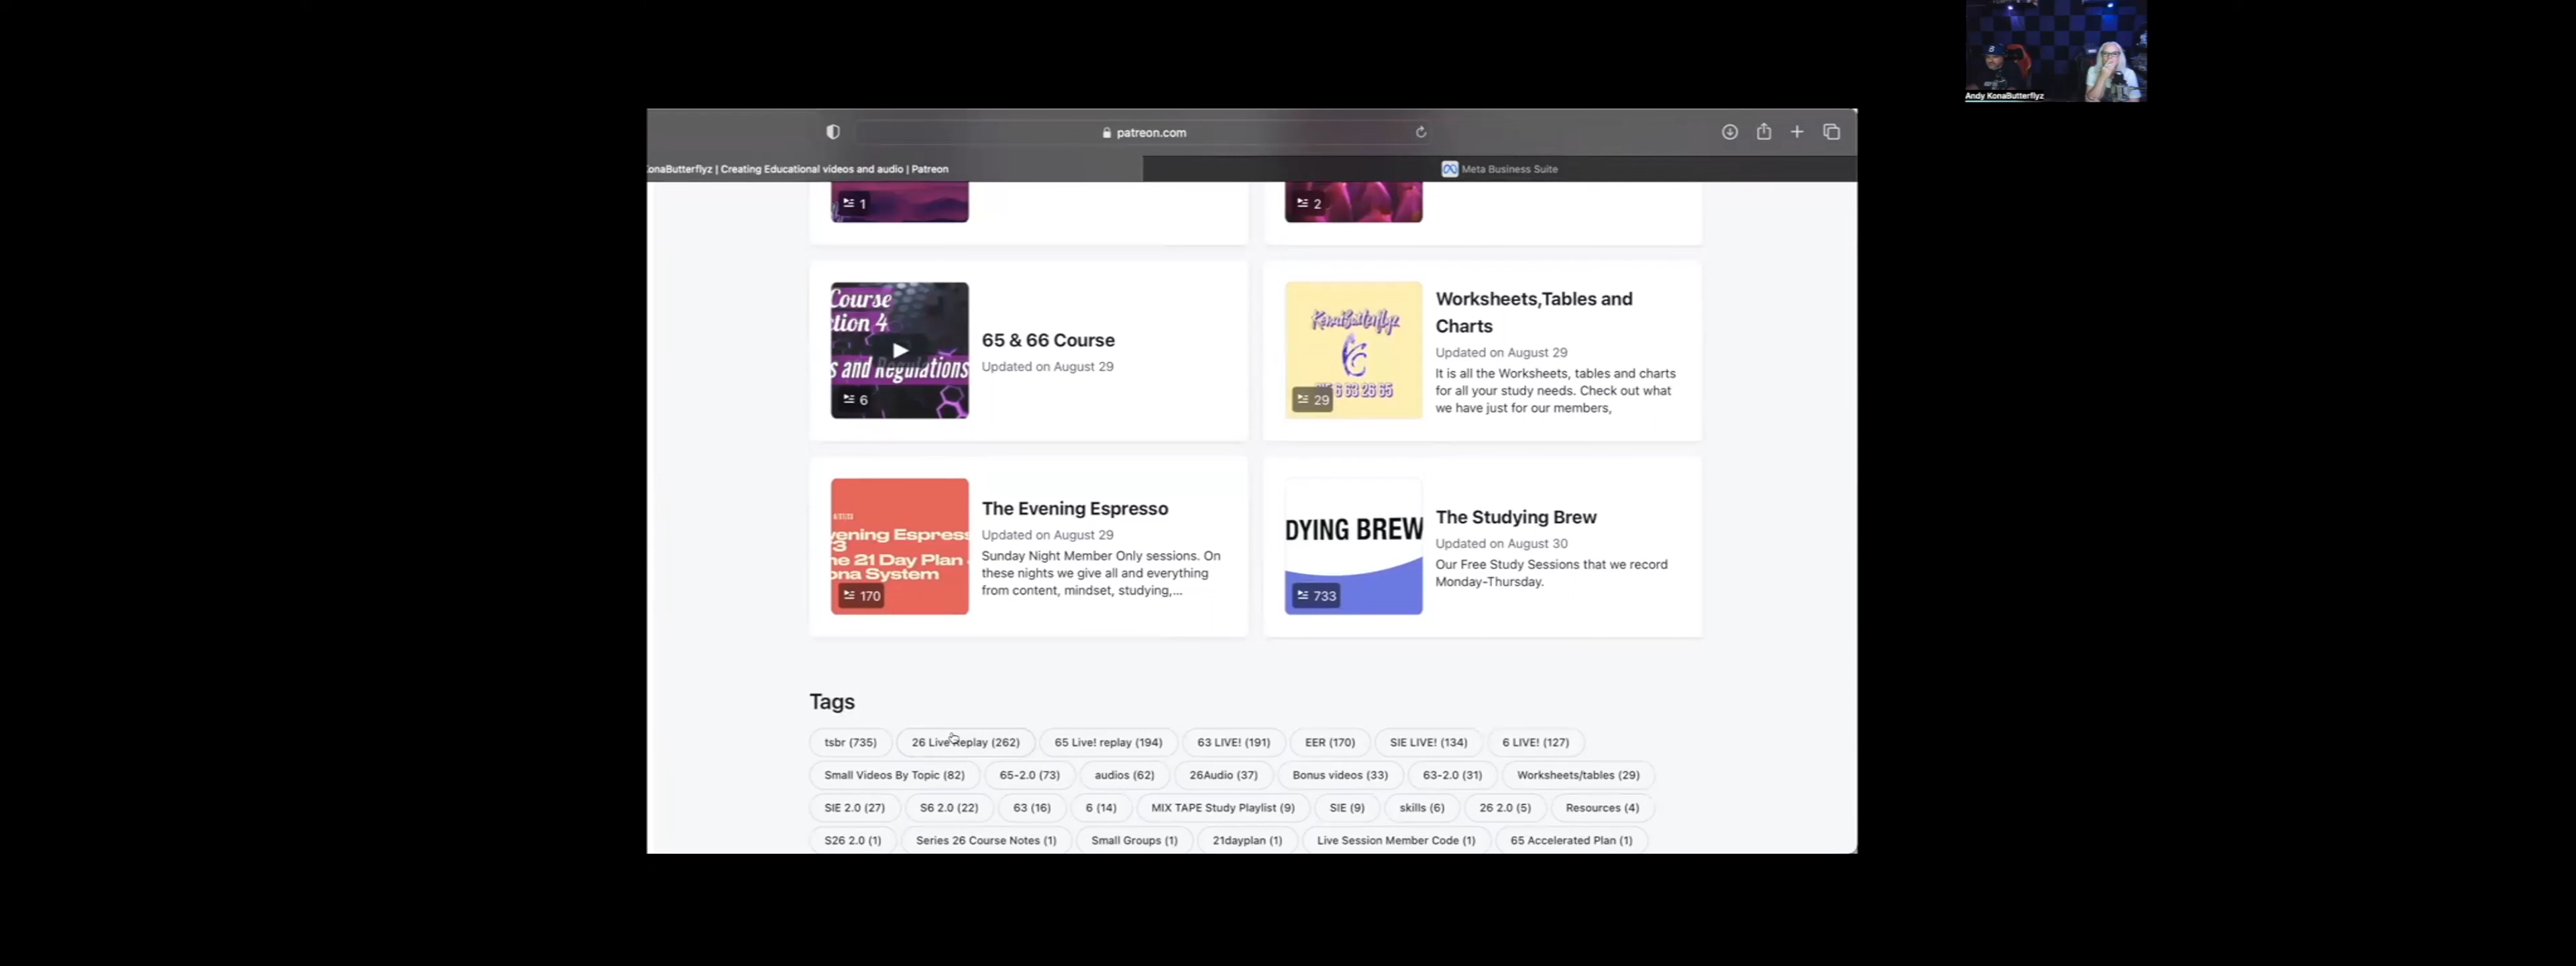 Andy KonaButterflyz
patreon.com
KonaButterflyz | Creating Educational videos and audio | Patreon
Meta Business Suite
1
2
Course
ction 4
s and Regulations
6
65 & 66 Course
Updated on August 29
KonaButterflyz
6 63 26 65
29
Worksheets,Tables and
Charts
Updated on August 29
It is all the Worksheets, tables and charts
for all your study needs. Check out what
we have just for our members,
vening Espress
3
he 21 Day Plan
ona System
170
The Evening Espresso
Updated on August 29
Sunday Night Member Only sessions. On
these nights we give all and everything
from content, mindset, studying,...
DYING BREW
733
The Studying Brew
Updated on August 30
Our Free Study Sessions that we record
Monday-Thursday.
Tags
tsbr (735) 26 Live Replay (262) 65 Live! replay (194) 63 LIVE! (191) EER (170) SIE LIVE! (134) 6 LIVE! (127)
Small Videos By Topic (82) 65-2.0 (73) audios (62) 26Audio (37) Bonus videos (33) 63-2.0 (31) Worksheets/tables (29)
SIE 2.0 (27) S6 2.0 (22) 63 (16) 6 (14) MIX TAPE Study Playlist (9) SIE (9) skills (6) 26 2.0 (5) Resources (4)
S26 2.0 (1) Series 26 Course Notes (1) Small Groups (1) 21dayplan (1) Live Session Member Code (1) 65 Accelerated Plan (1)